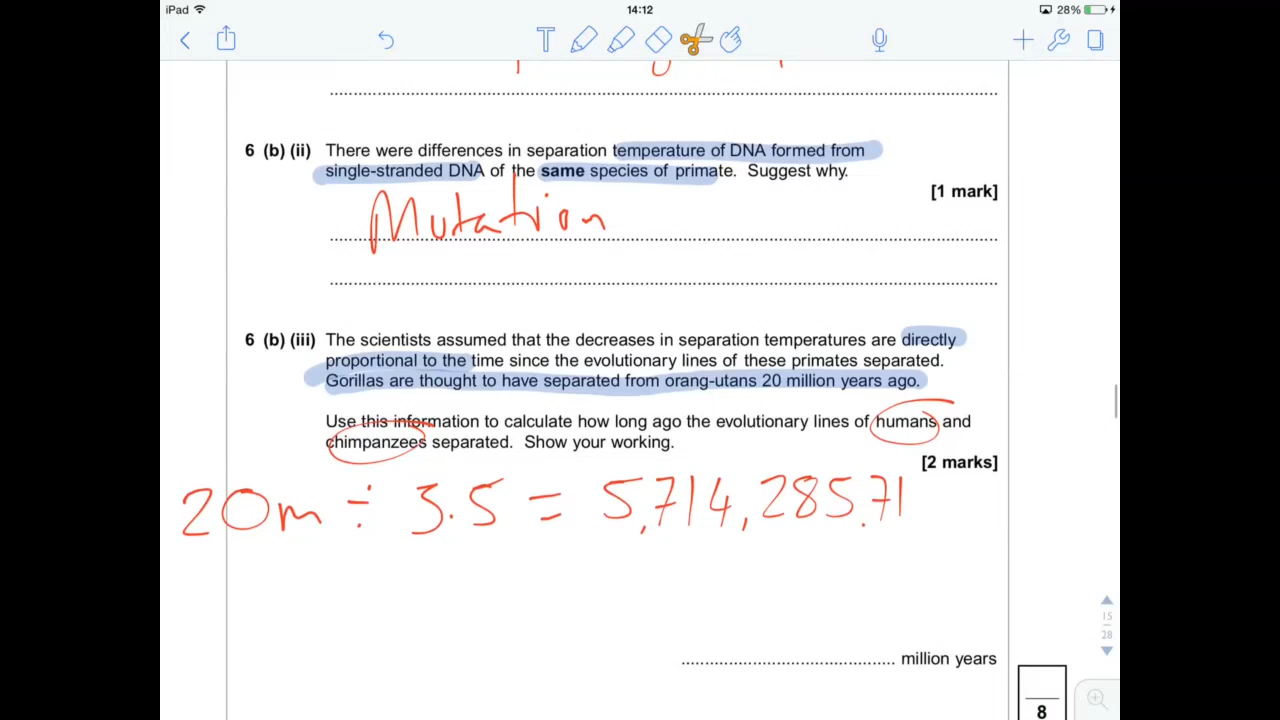 iPad 14:12 28%
6 (b) (ii) There were differences in separation temperature of DNA formed from
single-stranded DNA of the same species of primate. Suggest why.
[1 mark]
Mutation
6 (b) (iii) The scientists assumed that the decreases in separation temperatures are directly
proportional to the time since the evolutionary lines of these primates separated.
Gorillas are thought to have separated from orang-utans 20 million years ago.
Use this information to calculate how long ago the evolutionary lines of humans and
chimpanzees separated. Show your working.
[2 marks]
20m ÷ 3.5 = 5,714,285.71
15
28
million years
8